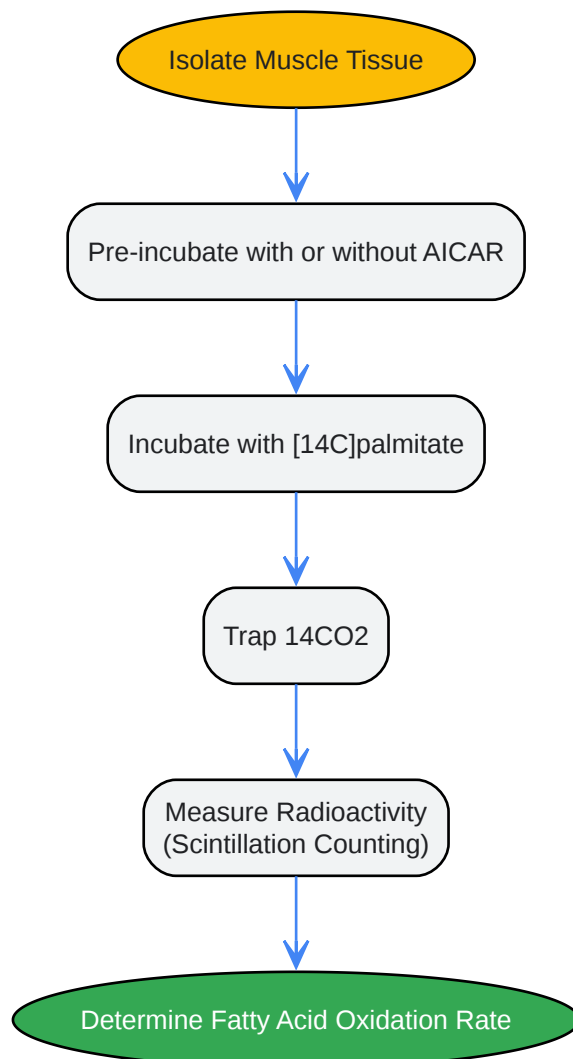 Isolate Muscle Tissue
Pre-incubate with or without AICAR
Incubate with [14C]palmitate
Trap 14CO2
Measure Radioactivity
(Scintillation Counting)
Determine Fatty Acid Oxidation Rate